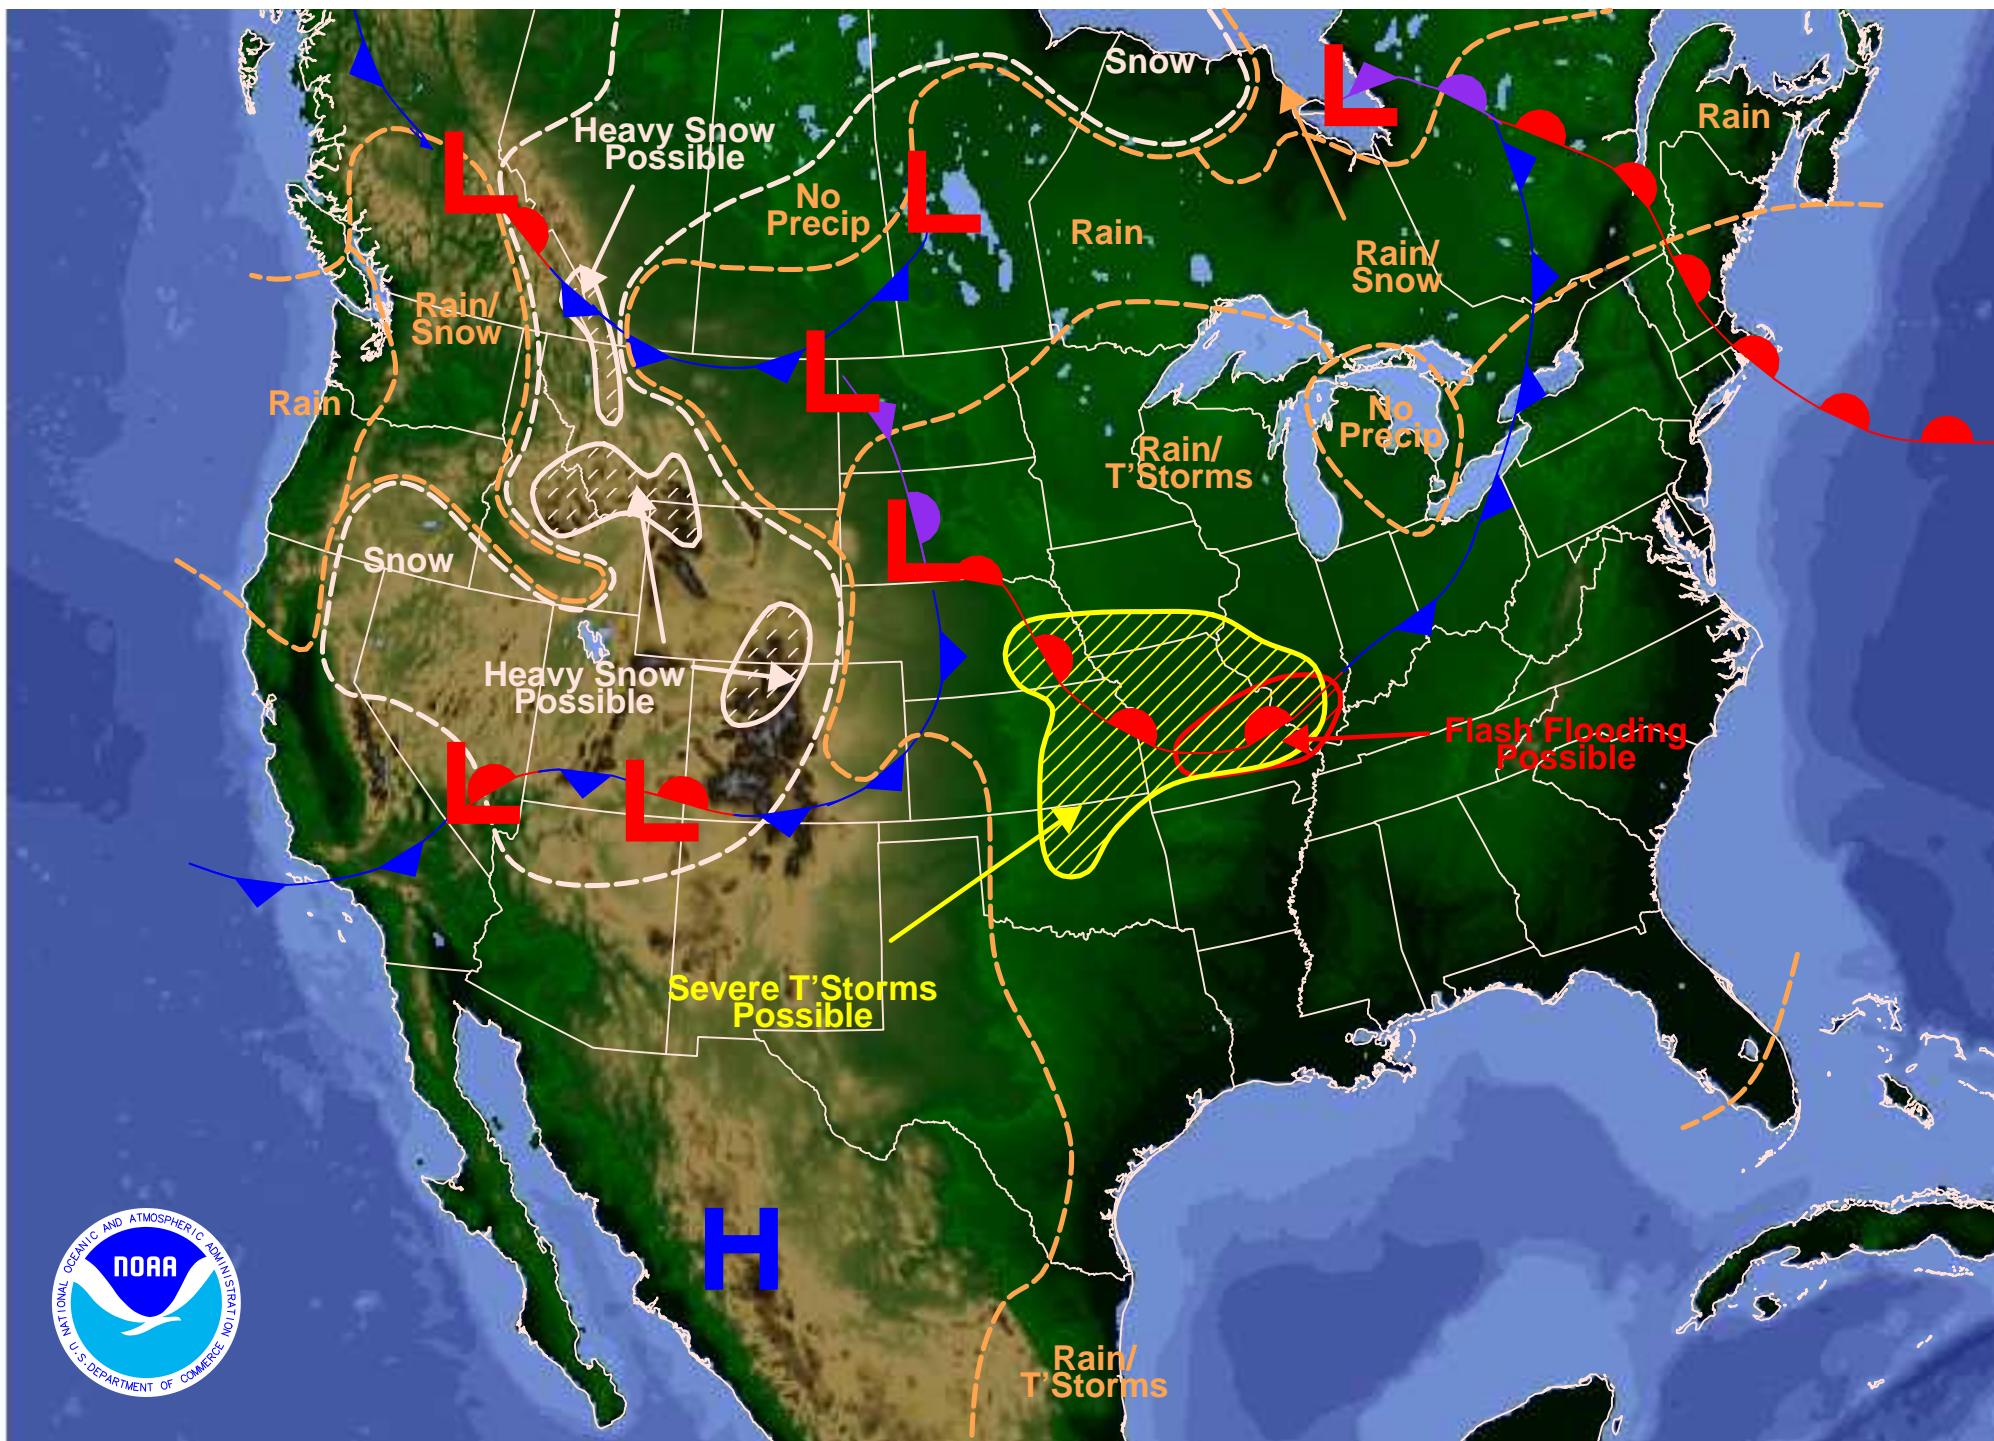 Snow
Rain
Heavy Snow
Possible
No
Precip
Rain
Rain/
Snow
Rain/
Snow
Rain
No
Precip
Rain/
T'Storms
Snow
Heavy Snow
Possible
Flash Flooding
Possible
Severe T'Storms
Possible
Rain/
T'Storms
L
L
L
L
L
L
L
H
NATIONAL OCEANIC AND ATMOSPHERIC ADMINISTRATION
NOAA
U.S. DEPARTMENT OF COMMERCE